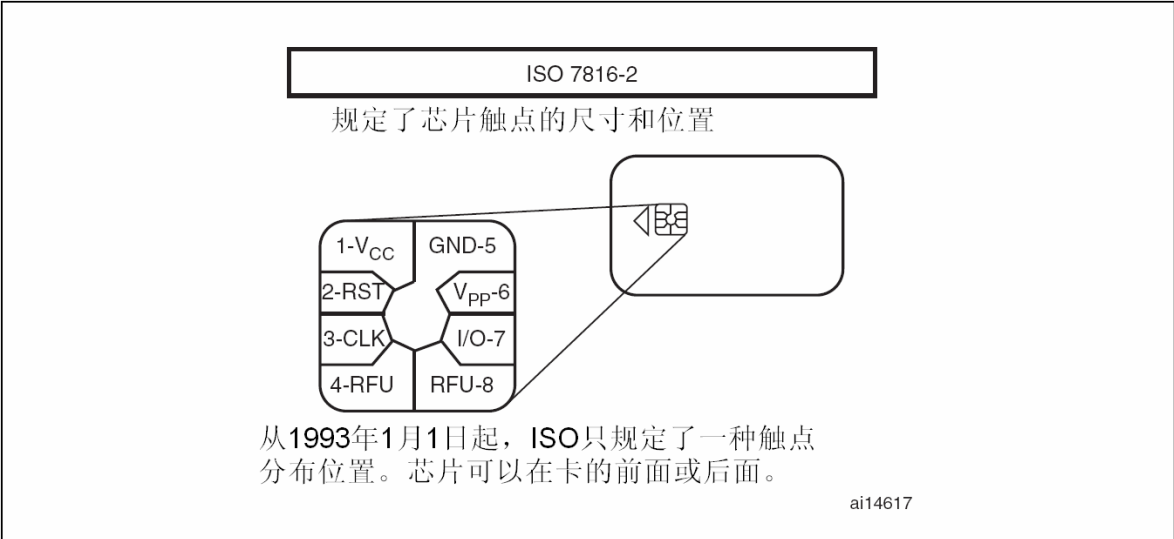 ISO 7816-2
规定了芯片触点的尺寸和位置
1-VCC
GND-5
2-RST
VPP-6
3-CLK
I/O-7
4-RFU
RFU-8
从1993年1月1日起，ISO只规定了一种触点
分布位置。芯片可以在卡的前面或后面。
ai14617